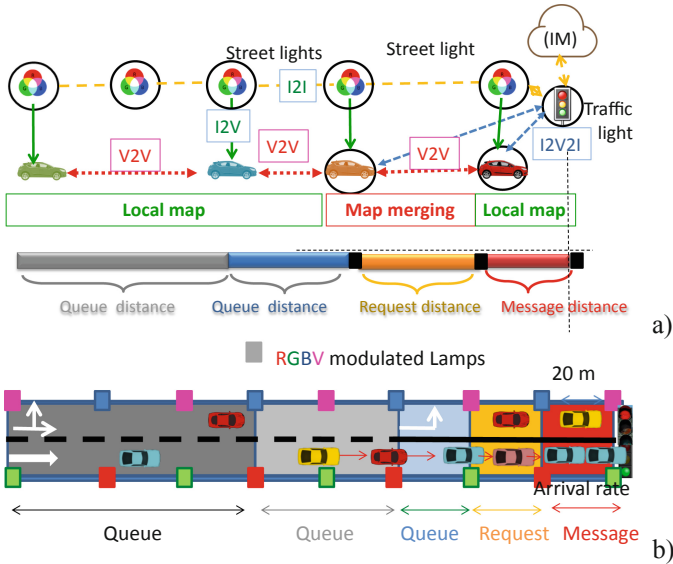 (IM)
Street lights
Street light
I2I
Traffic
light
I2V
V2V
V2V
V2V
I2V2I
Local map
Map merging
Local map
Queue distance
Queue distance
Request distance
Message distance
a)
RGBV modulated Lamps
20 m
Arrival rate
Queue
Queue
Queue
Request
Message
b)